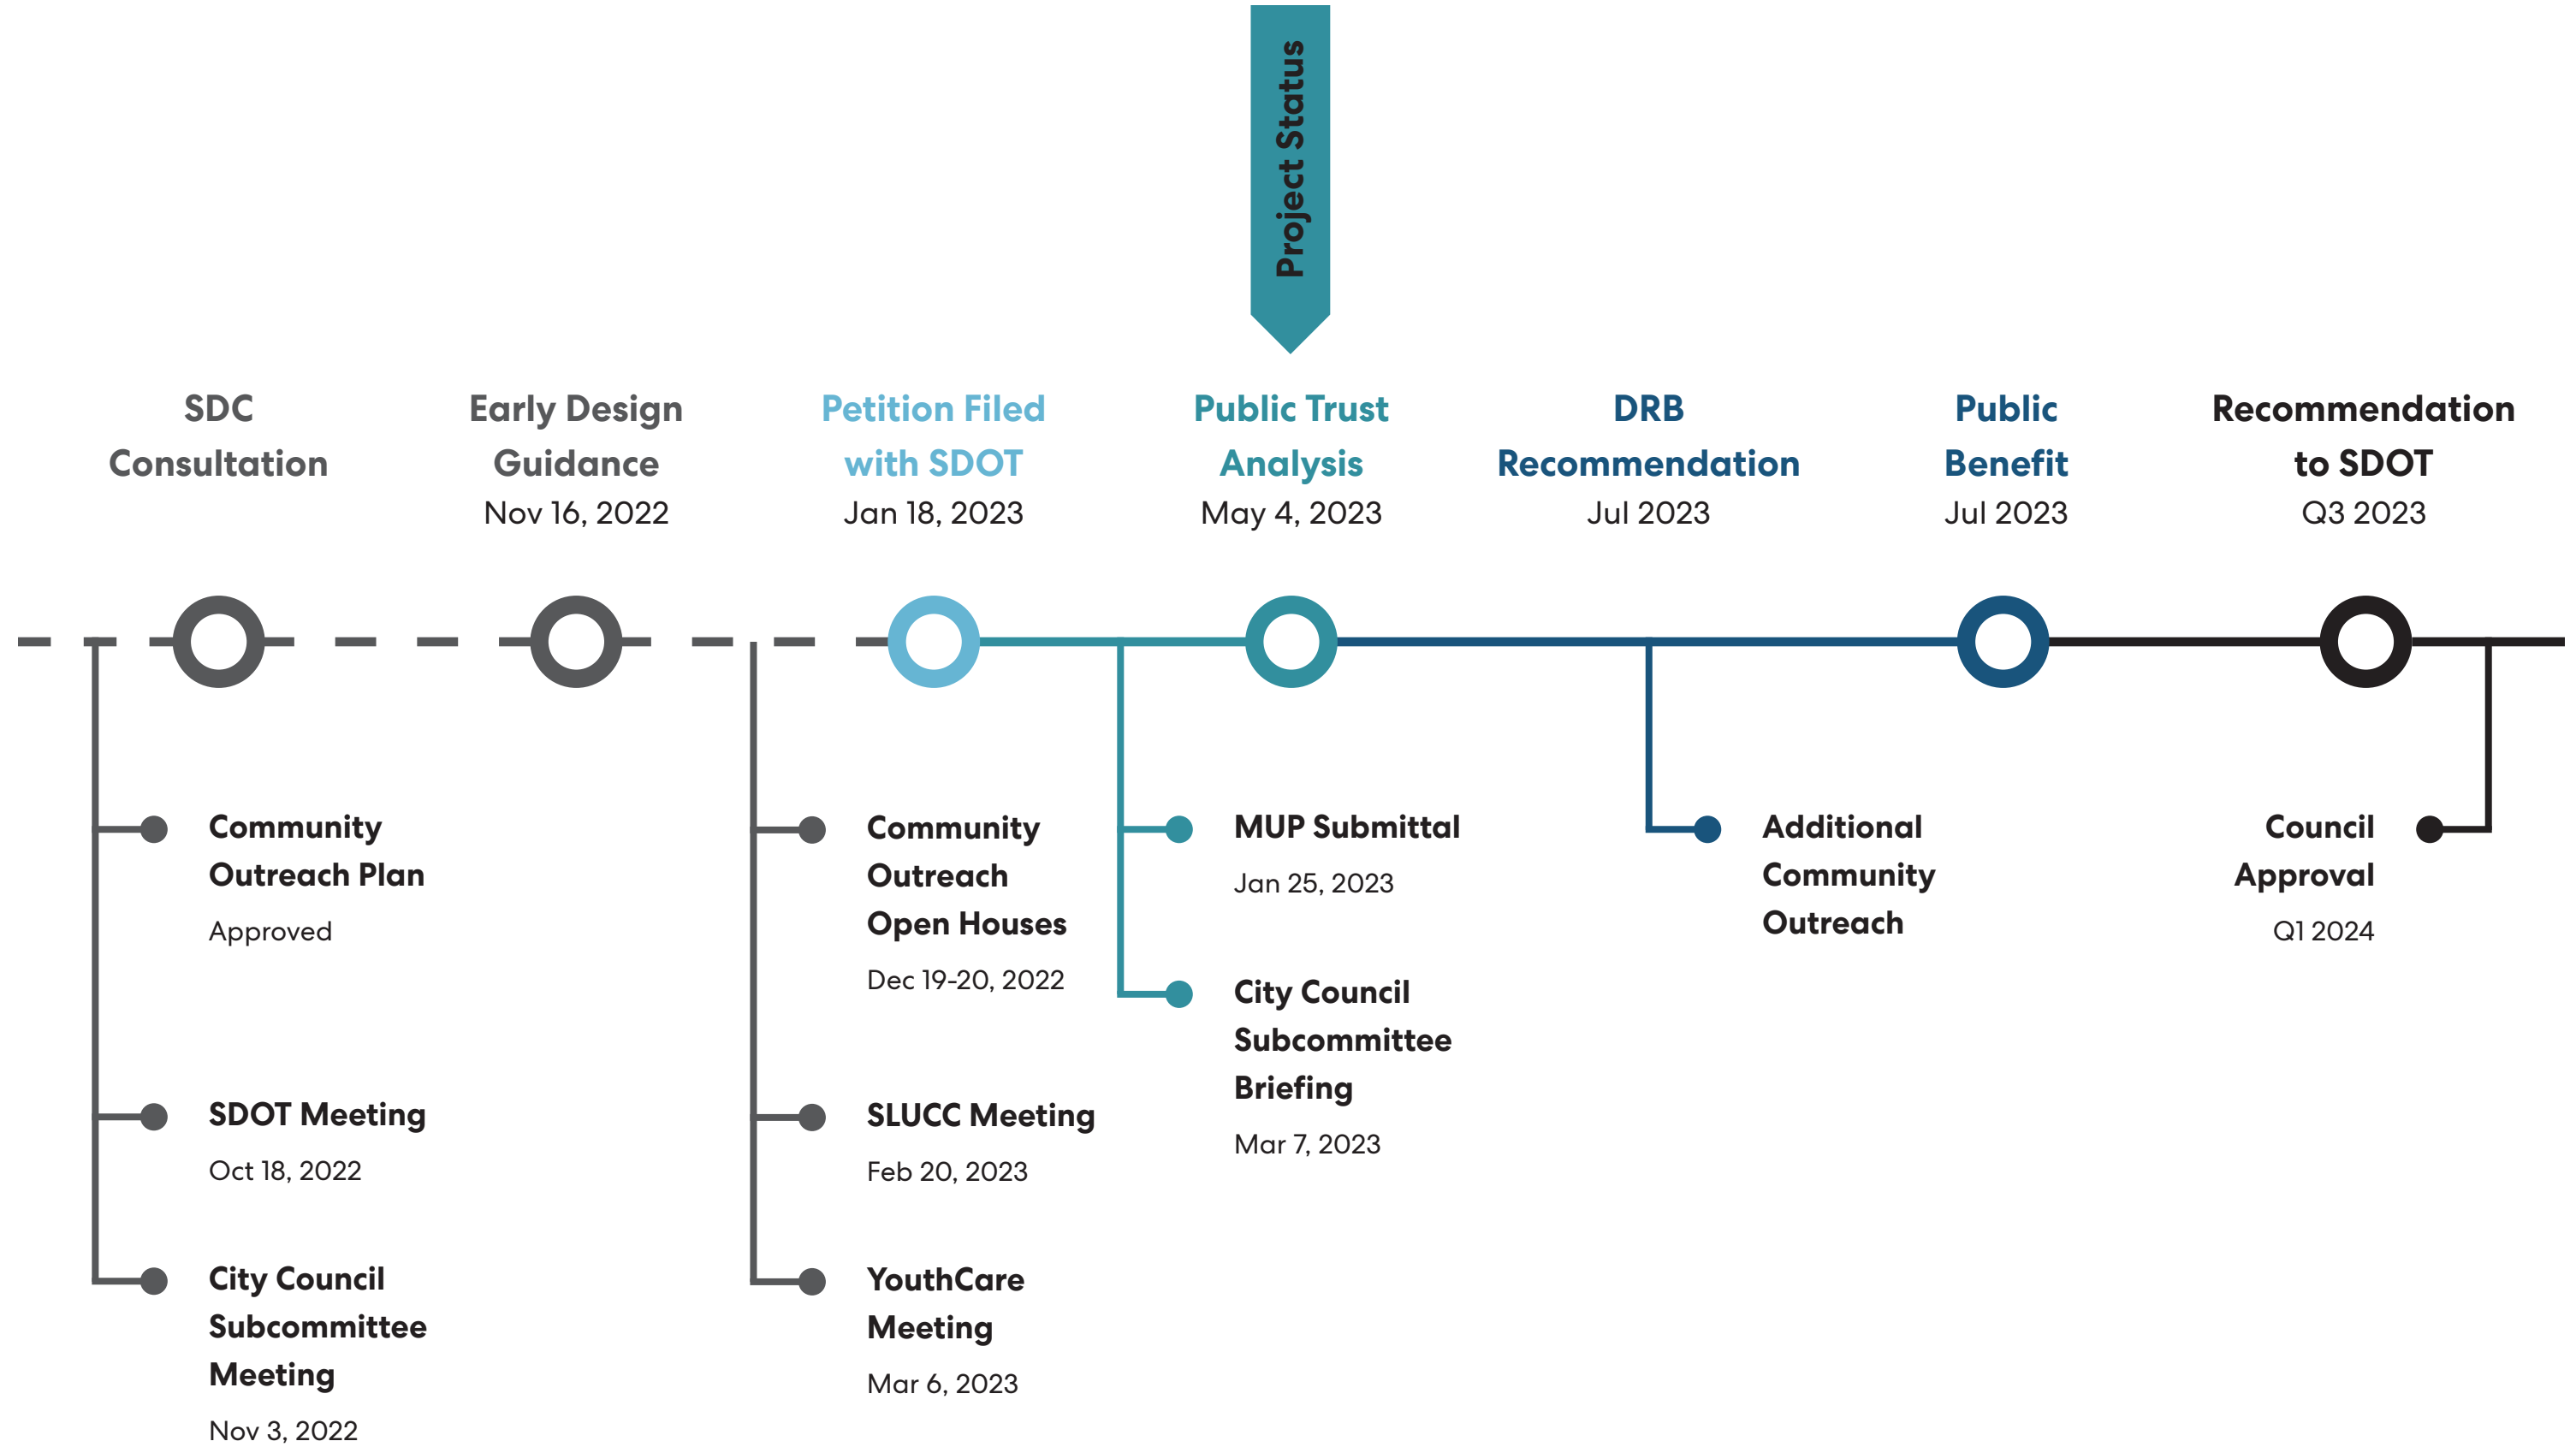 Project Status
SDC
Consultation
Early Design
Guidance
Nov 16, 2022
Petition Filed
with SDOT
Jan 18, 2023
Public Trust
Analysis
May 4, 2023
DRB
Recommendation
Jul 2023
Public
Benefit
Jul 2023
Recommendation
to SDOT
Q3 2023
Community
Outreach Plan
Approved
SDOT Meeting
Oct 18, 2022
City Council
Subcommittee
Meeting
Nov 3, 2022
Community
Outreach
Open Houses
Dec 19-20, 2022
SLUCC Meeting
Feb 20, 2023
YouthCare
Meeting
Mar 6, 2023
MUP Submittal
Jan 25, 2023
City Council
Subcommittee
Briefing
Mar 7, 2023
Additional
Community
Outreach
Council
Approval
Q1 2024